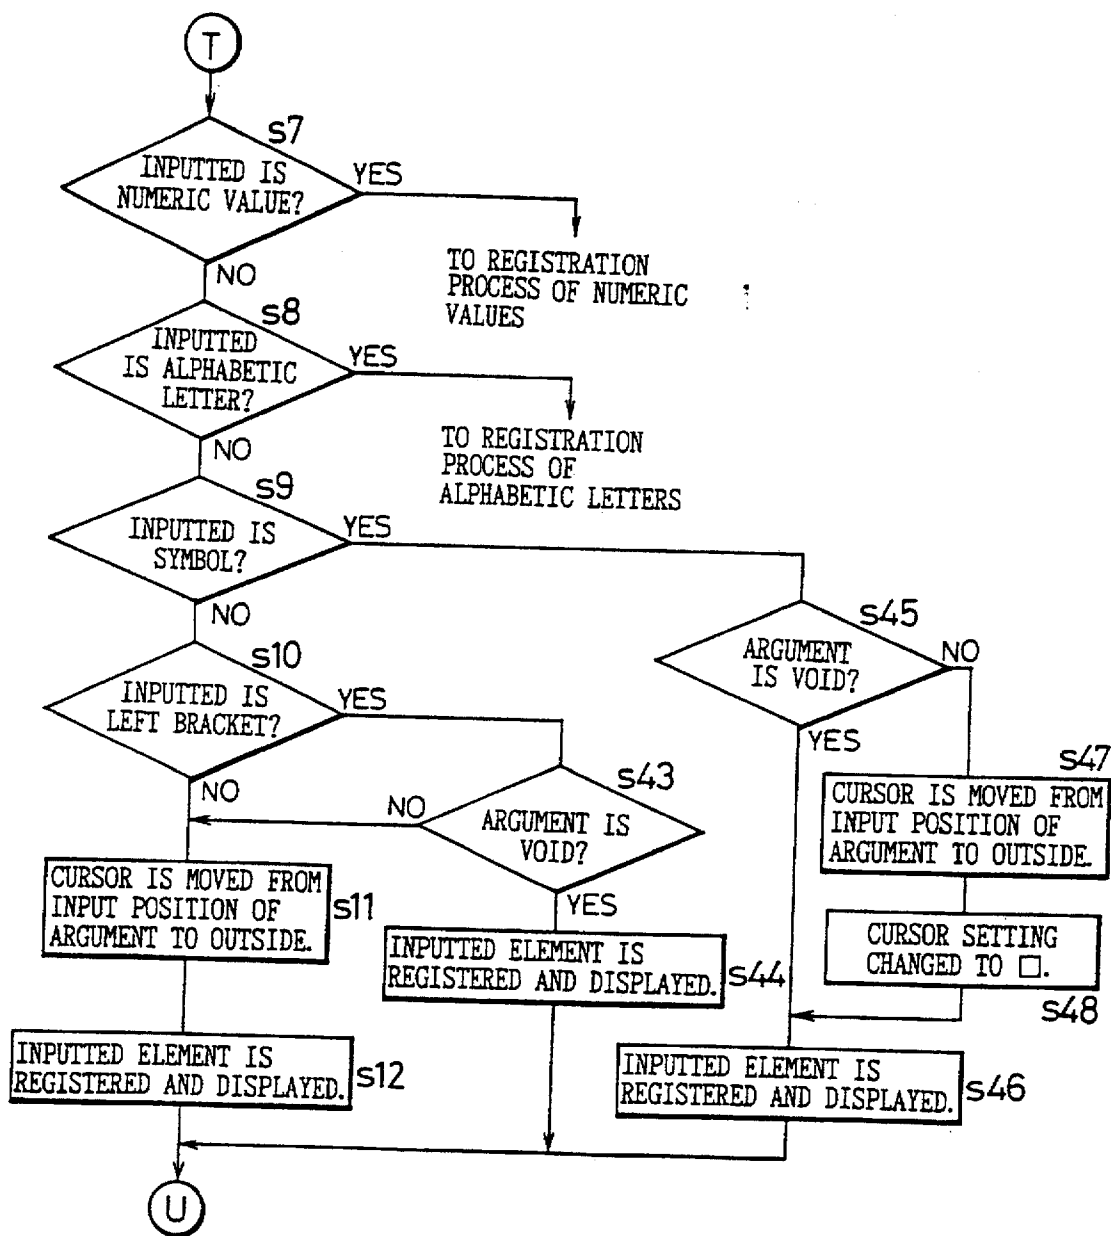 T
s7
INPUTTED IS
NUMERIC VALUE?
YES
NO
TO REGISTRATION
PROCESS OF NUMERIC
VALUES
s8
INPUTTED
IS ALPHABETIC
LETTER?
YES
NO
TO REGISTRATION
PROCESS OF
ALPHABETIC LETTERS
s9
INPUTTED IS
SYMBOL?
YES
NO
s45
ARGUMENT
IS VOID?
NO
YES
s10
INPUTTED IS
LEFT BRACKET?
YES
NO
s43
ARGUMENT IS
VOID?
NO
YES
s47
CURSOR IS MOVED FROM
INPUT POSITION OF
ARGUMENT TO OUTSIDE.
CURSOR IS MOVED FROM
INPUT POSITION OF
ARGUMENT TO OUTSIDE.
s11
INPUTTED ELEMENT IS
REGISTERED AND DISPLAYED.
s44
CURSOR SETTING
CHANGED TO □.
s48
INPUTTED ELEMENT IS
REGISTERED AND DISPLAYED.
s12
INPUTTED ELEMENT IS
REGISTERED AND DISPLAYED.
s46
U